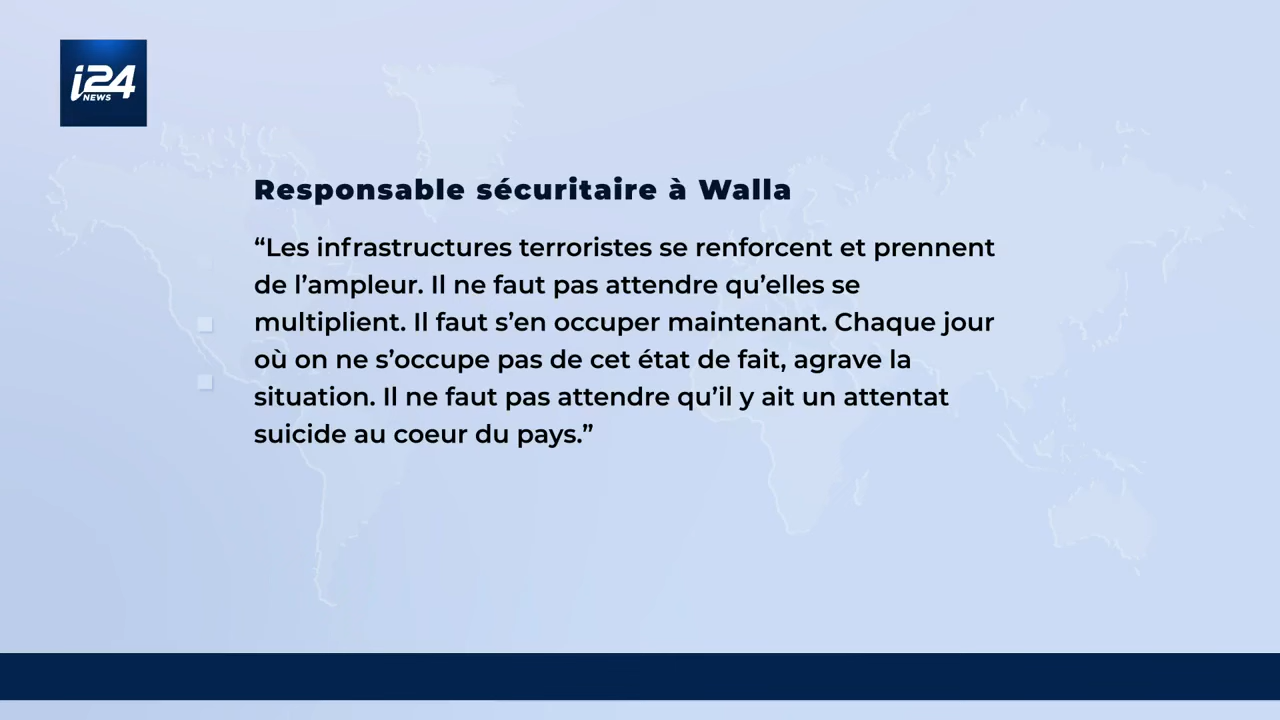 i24
NEWS
Responsable sécuritaire à Walla
“Les infrastructures terroristes se renforcent et prennent
de l’ampleur. Il ne faut pas attendre qu’elles se
multiplient. Il faut s’en occuper maintenant. Chaque jour
où on ne s’occupe pas de cet état de fait, agrave la
situation. Il ne faut pas attendre qu’il y ait un attentat
suicide au coeur du pays.”